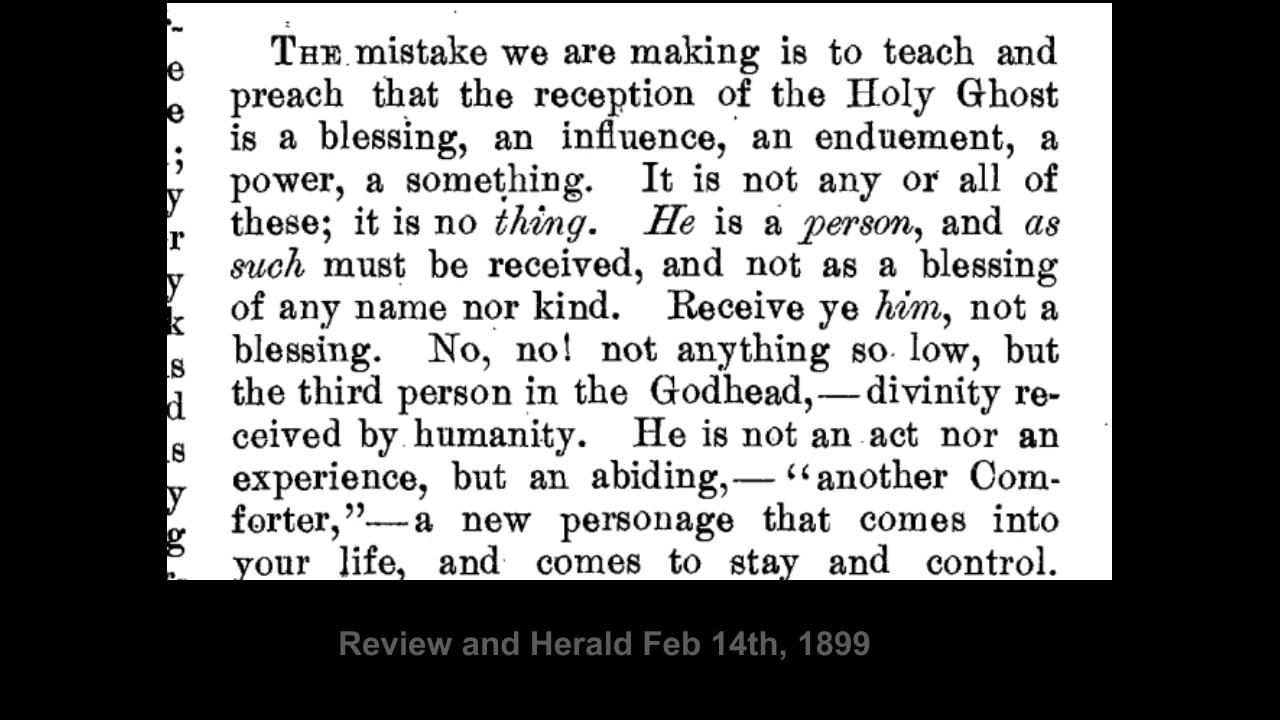 THE mistake we are making is to teach and
preach that the reception of the Holy Ghost
is a blessing, an influence, an enduement, a
power, a something. It is not any or all of
these; it is no thing. He is a person, and as
such must be received, and not as a blessing
of any name nor kind. Receive ye him, not a
blessing. No, no! not anything so low, but
the third person in the Godhead,—divinity re-
ceived by humanity. He is not an act nor an
experience, but an abiding,—“another Com-
forter,”—a new personage that comes into
your life, and comes to stay and control.
e
e
;
y
r
y
k
s
d
s
y
g
Review and Herald Feb 14th, 1899